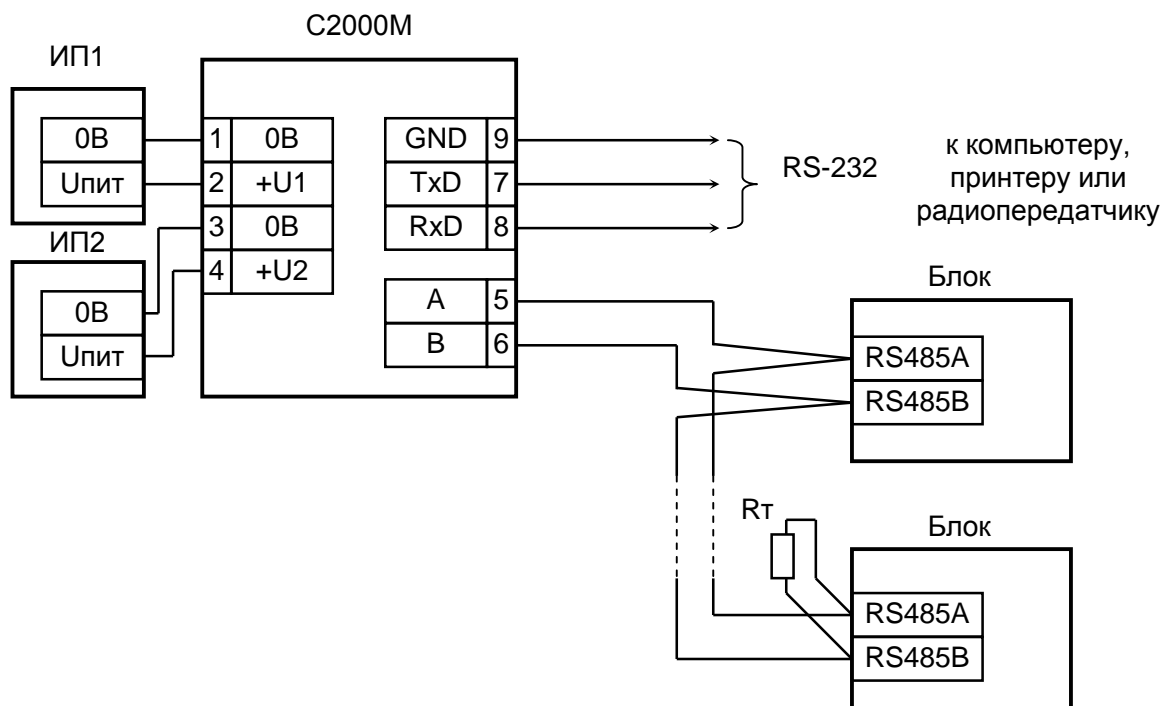 С2000М
ИП1
0В
Uпит
ИП2
0В
Uпит
1 0В
2 +U1
3 0В
4 +U2
GND 9
TxD 7
RxD 8
A 5
B 6
RS-232
к компьютеру,
принтеру или
радиопередатчику
Блок
RS485A
RS485B
Rт
Блок
RS485A
RS485B